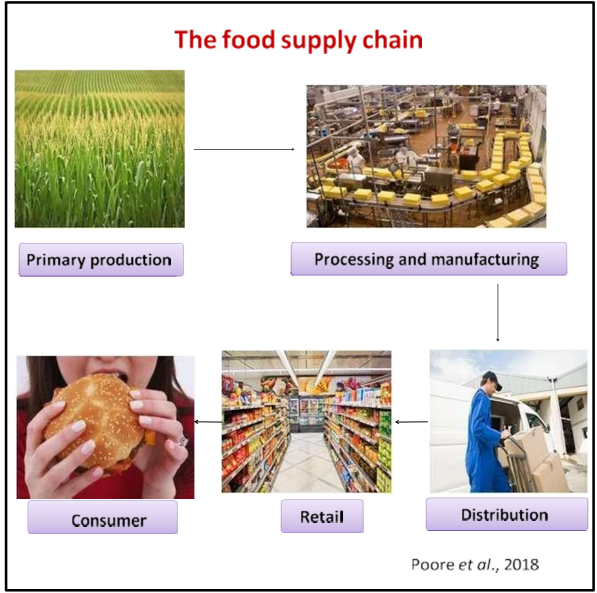 The food supply chain
Primary production
Processing and manufacturing
Consumer
Retail
Distribution
Poore et al., 2018